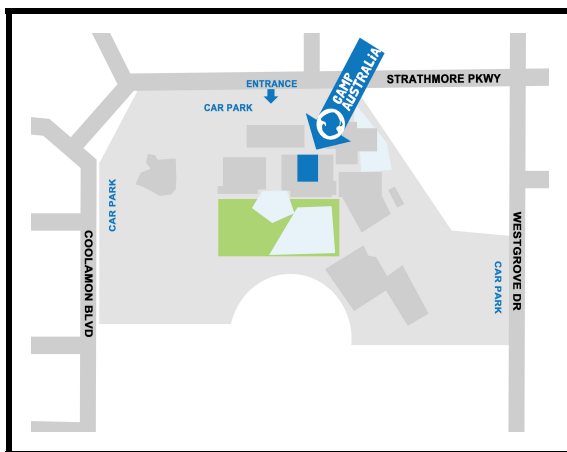 CAMP
AUSTRALIA
STRATHMORE PKWY
ENTRANCE
CAR PARK
CAR PARK
COOLAMON BLVD
WESTGROVE DR
CAR PARK